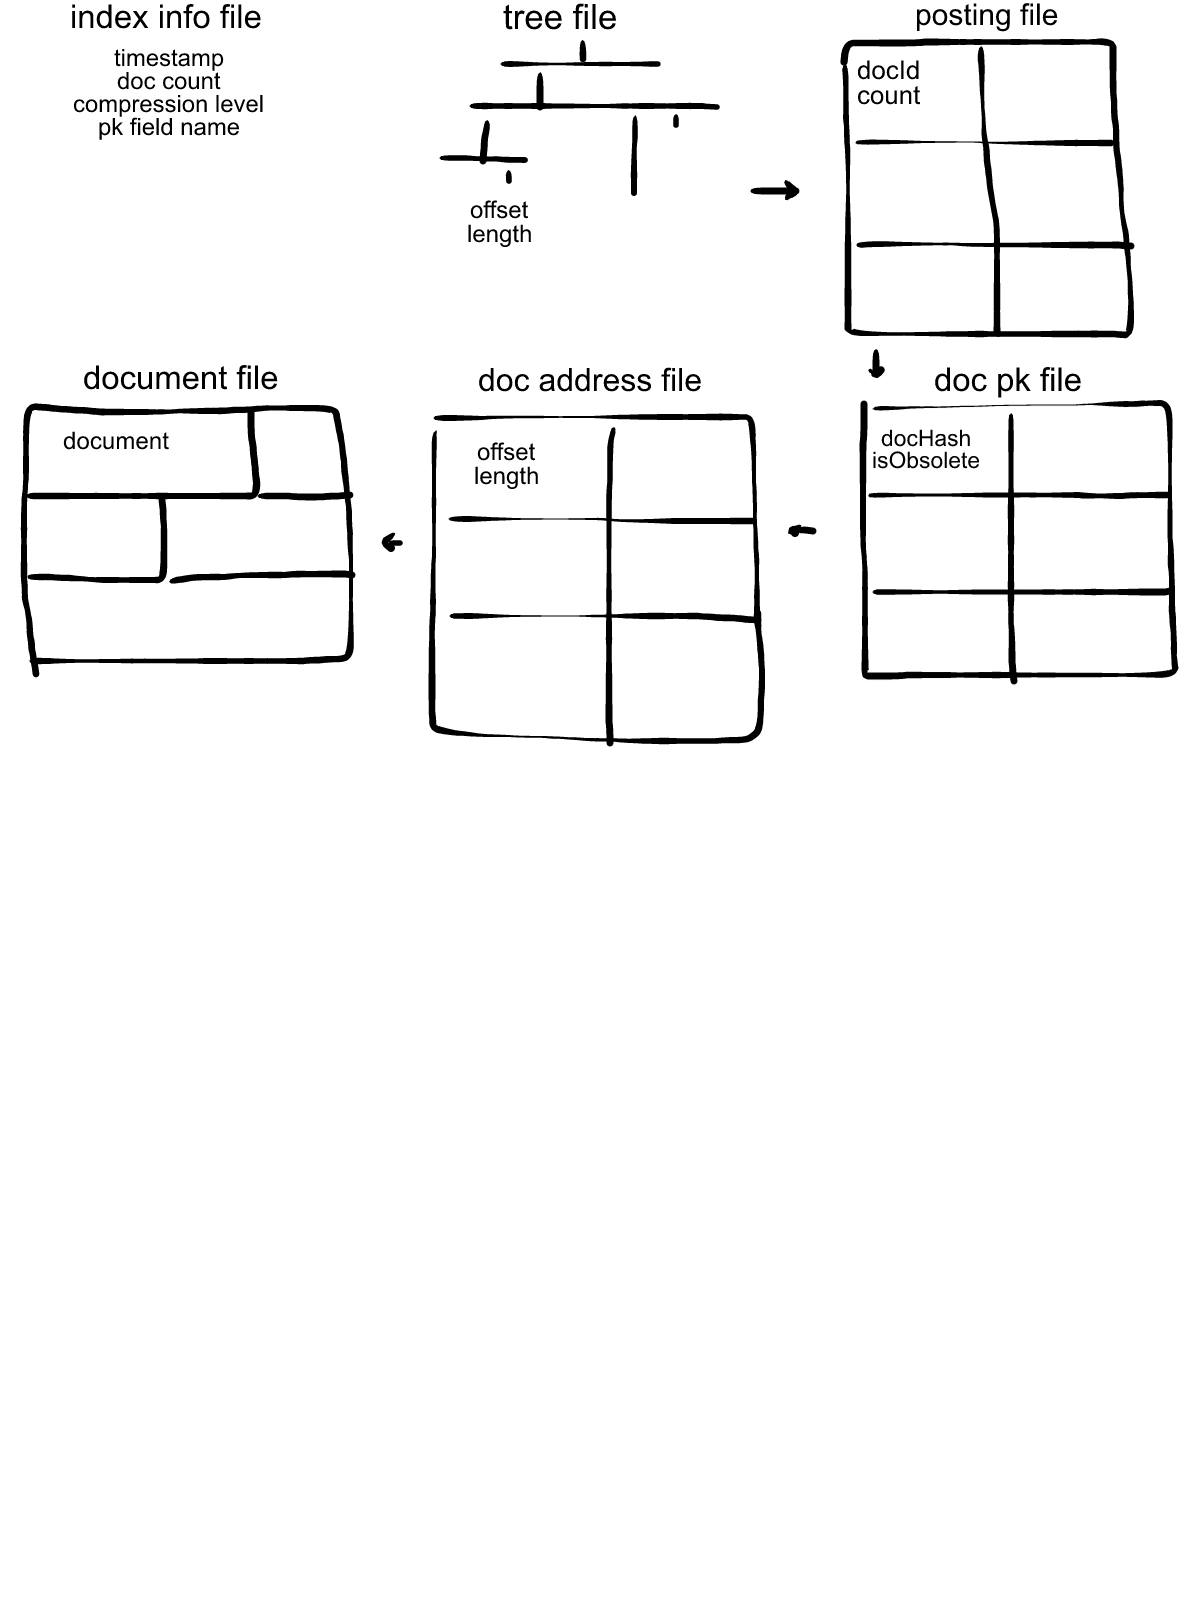 index info file
timestamp
doc count
compression level
pk field name
tree file
offset
length
posting file
docId
count
document file
document
doc address file
offset
length
doc pk file
docHash
isObsolete